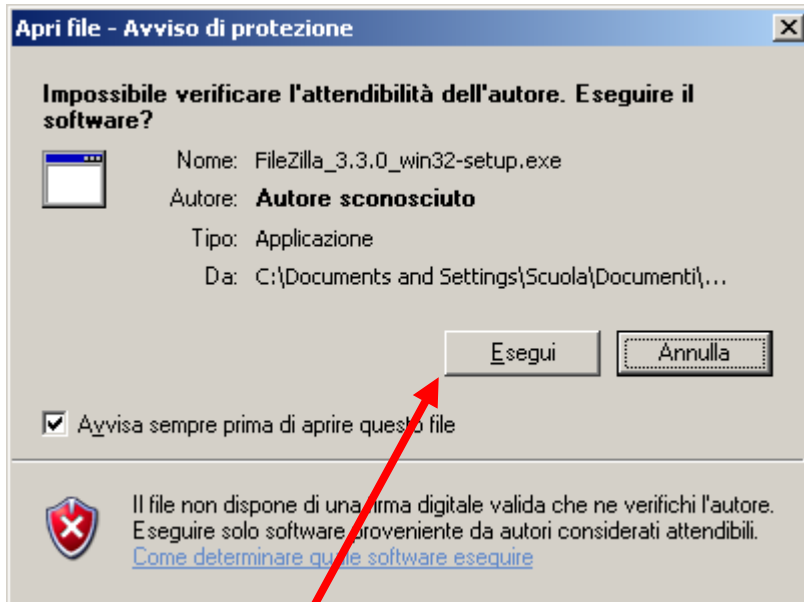 Apri file - Avviso di protezione
Impossibile verificare l'attendibilità dell'autore. Eseguire il
software?
Nome: FileZilla_3.3.0_win32-setup.exe
Autore: Autore sconosciuto
Tipo: Applicazione
Da: C:\Documents and Settings\Scuola\Documenti\...
Esegui Annulla
Avvisa sempre prima di aprire questo file
Il file non dispone di una firma digitale valida che ne verifichi l'autore.
Eseguire solo software proveniente da autori considerati attendibili.
Come determinare quale software eseguire